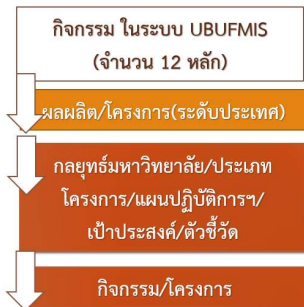 กิจกรรม ในระบบ UBUFMIS
(จำนวน 12 หลัก)
ผลผลิต/โครงการ(ระดับประเทศ)
กลยุทธ์มหาวิทยาลัย/ประเภท
โครงการ/แผนปฏิบัติการฯ/
เป้าประสงค์/ตัวชี้วัด
กิจกรรม/โครงการ